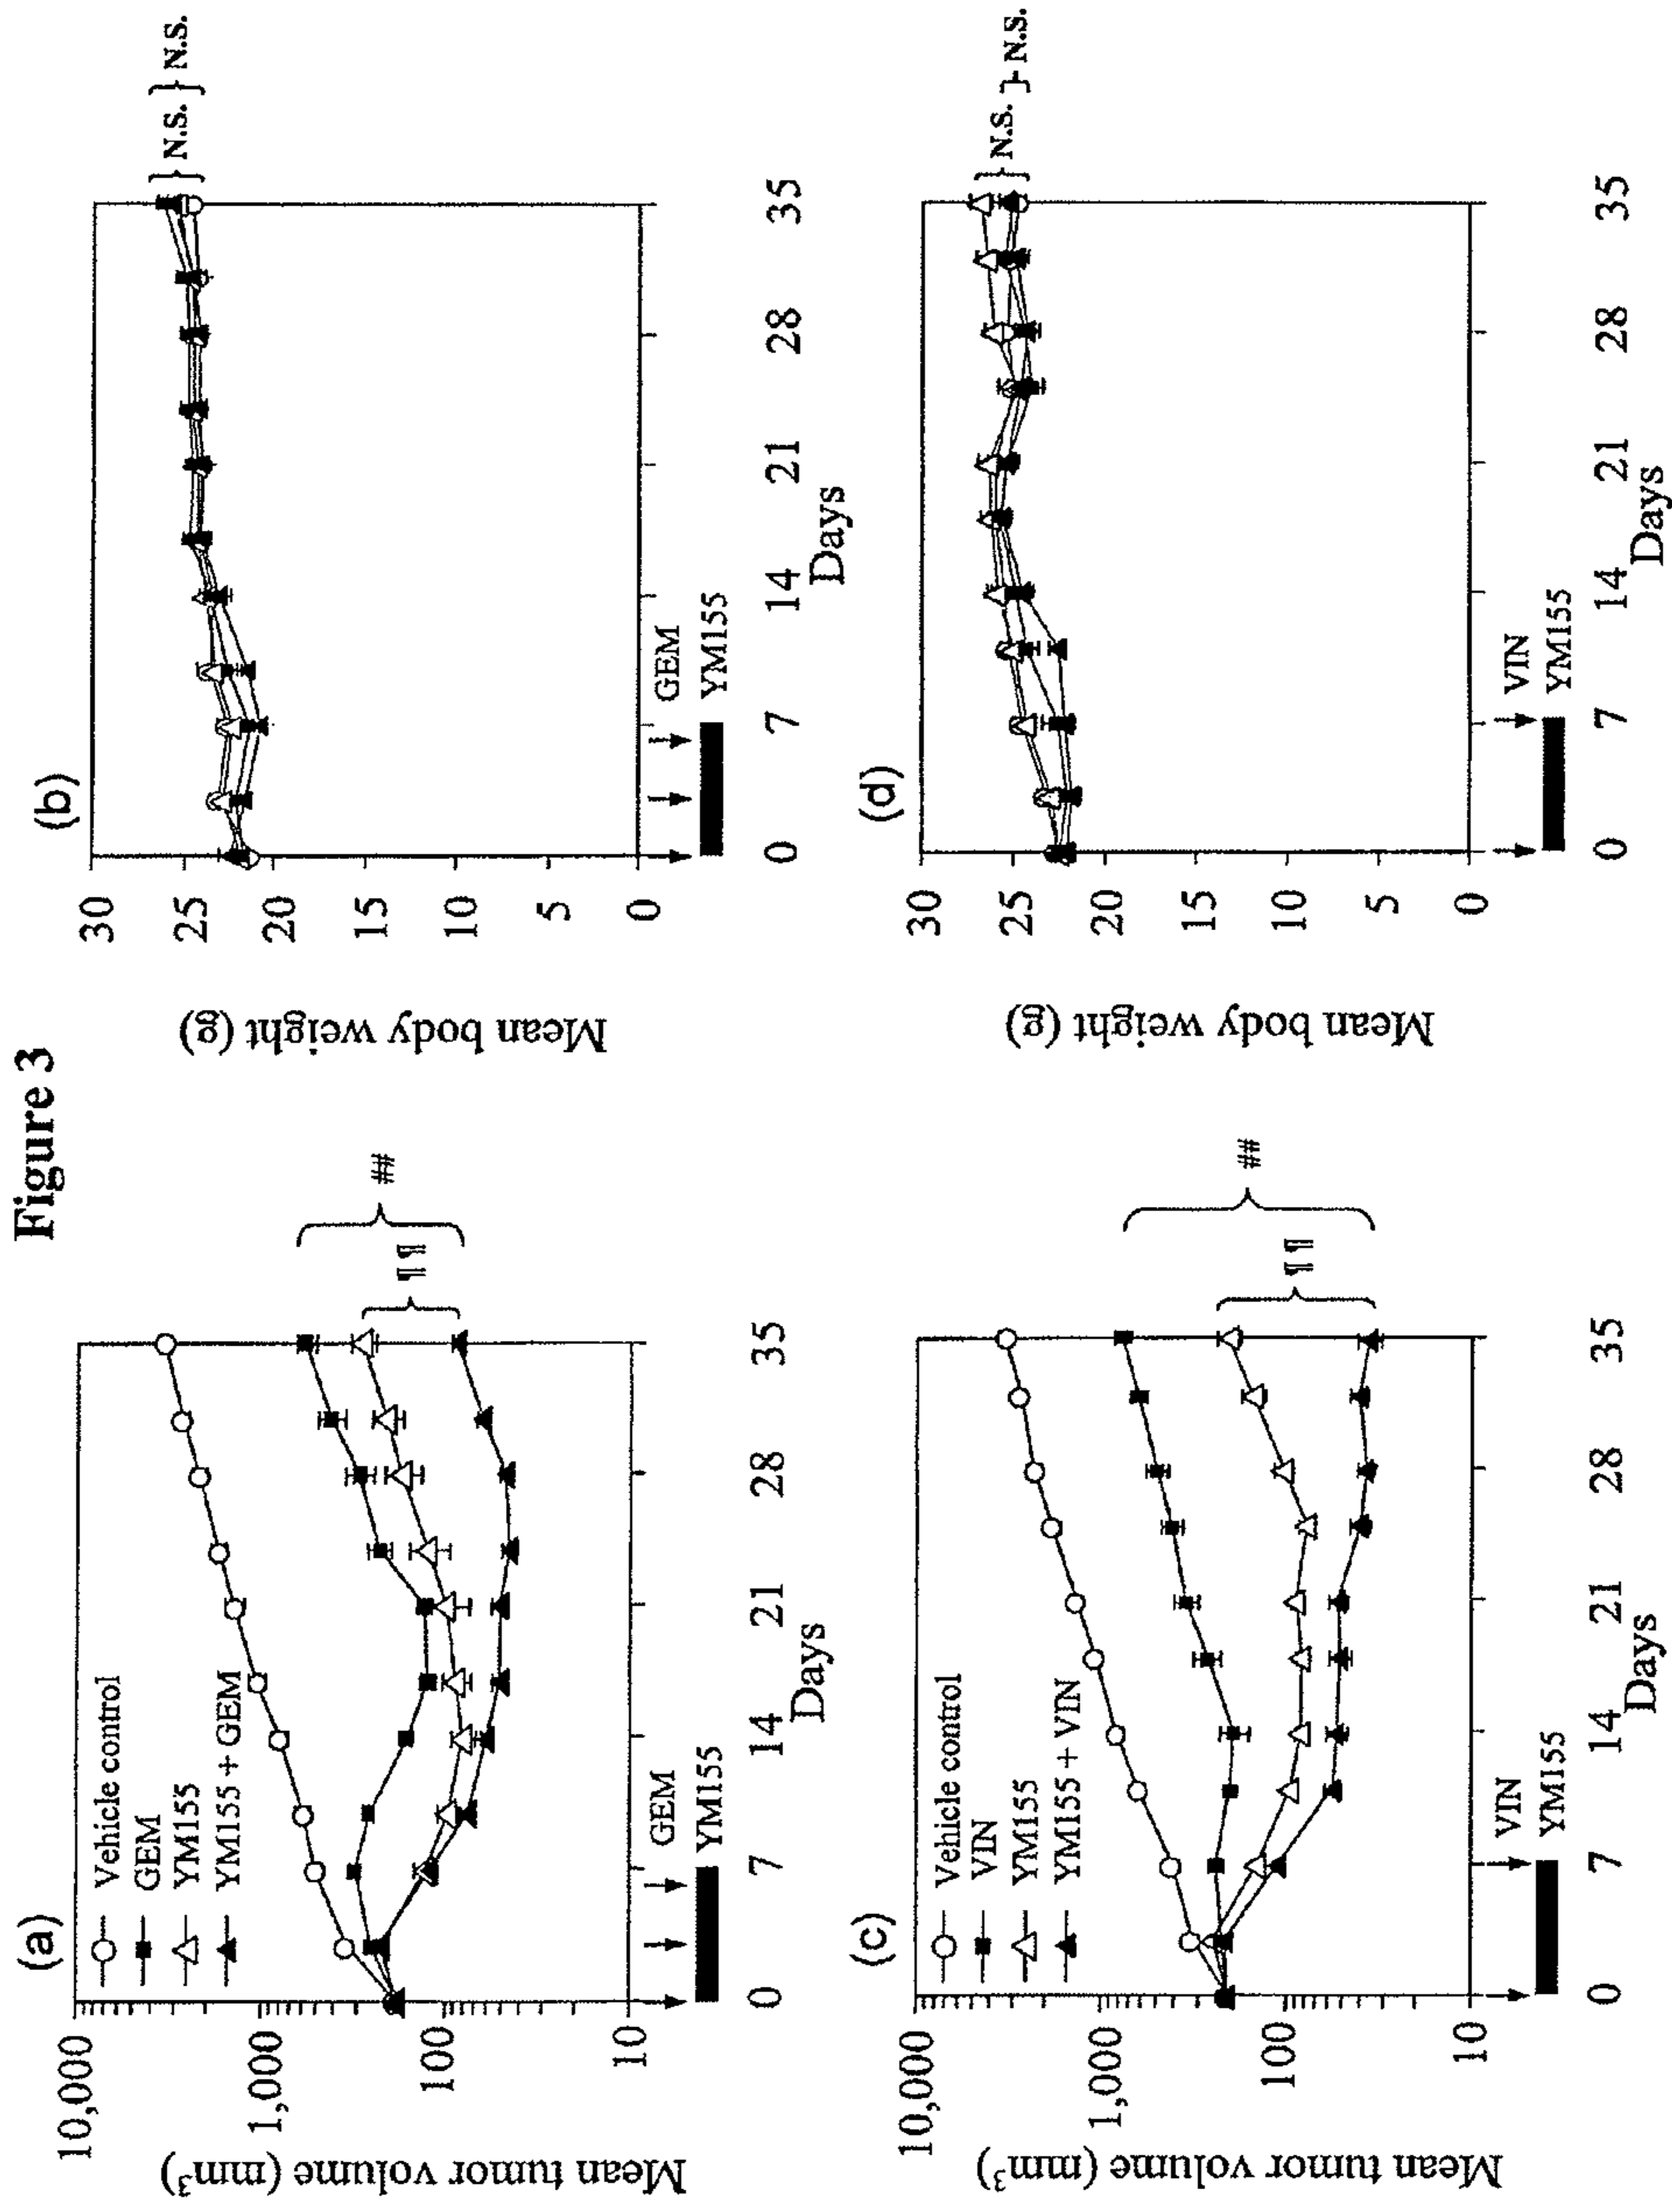 Figure 3
(a)
Mean tumor volume (mm³)
10,000
1,000
100
10
Vehicle control
GEM
YM155
YM155 + GEM
¶¶
##
GEM
YM155
0
7
14
21
28
35
Days
(b)
Mean body weight (g)
30
25
20
15
10
5
0
} N.S. } N.S.
GEM
YM155
0
7
14
21
28
35
Days
(c)
Mean tumor volume (mm³)
10,000
1,000
100
10
Vehicle control
VIN
YM155
YM155 + VIN
¶¶
##
VIN
YM155
0
7
14
21
28
35
Days
(d)
Mean body weight (g)
30
25
20
15
10
5
0
} N.S. } N.S.
VIN
YM155
0
7
14
21
28
35
Days